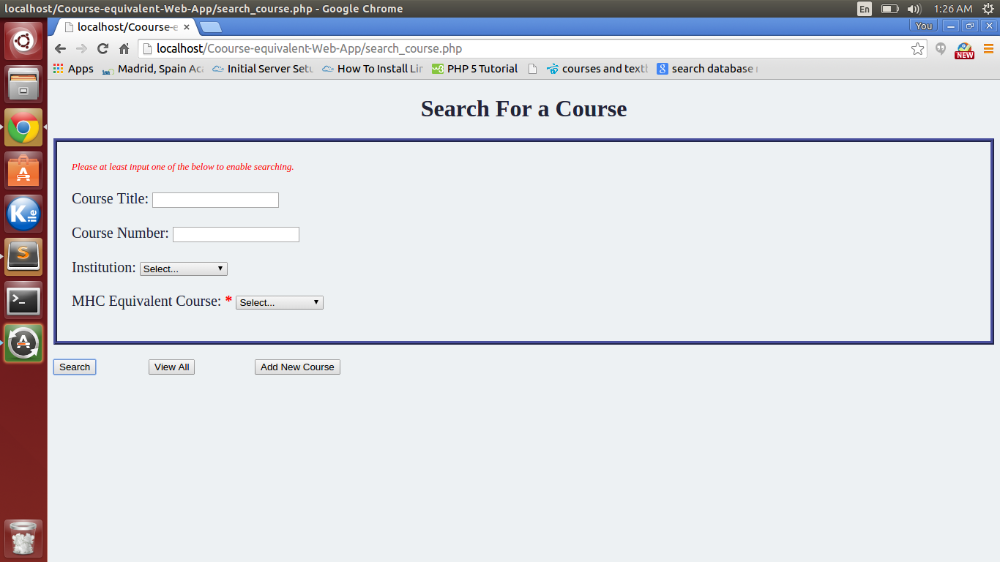 localhost/Coourse-equivalent-Web-App/search_course.php - Google Chrome
En
1:26 AM
localhost/Coourse-e
You
localhost/Coourse-equivalent-Web-App/search_course.php
NEW
Apps
Madrid, Spain Aca
Initial Server Setu
How To Install Lin
PHP 5 Tutorial
courses and textb
search database
Search For a Course
Please at least input one of the below to enable searching.
Course Title:
Course Number:
Institution: Select...
MHC Equivalent Course: * Select...
Search
View All
Add New Course